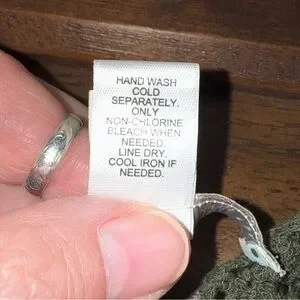 HAND WASH
COLD
SEPARATELY.
ONLY
NON-CHLORINE
BLEACH WHEN
NEEDED.
LINE DRY.
COOL IRON IF
NEEDED.